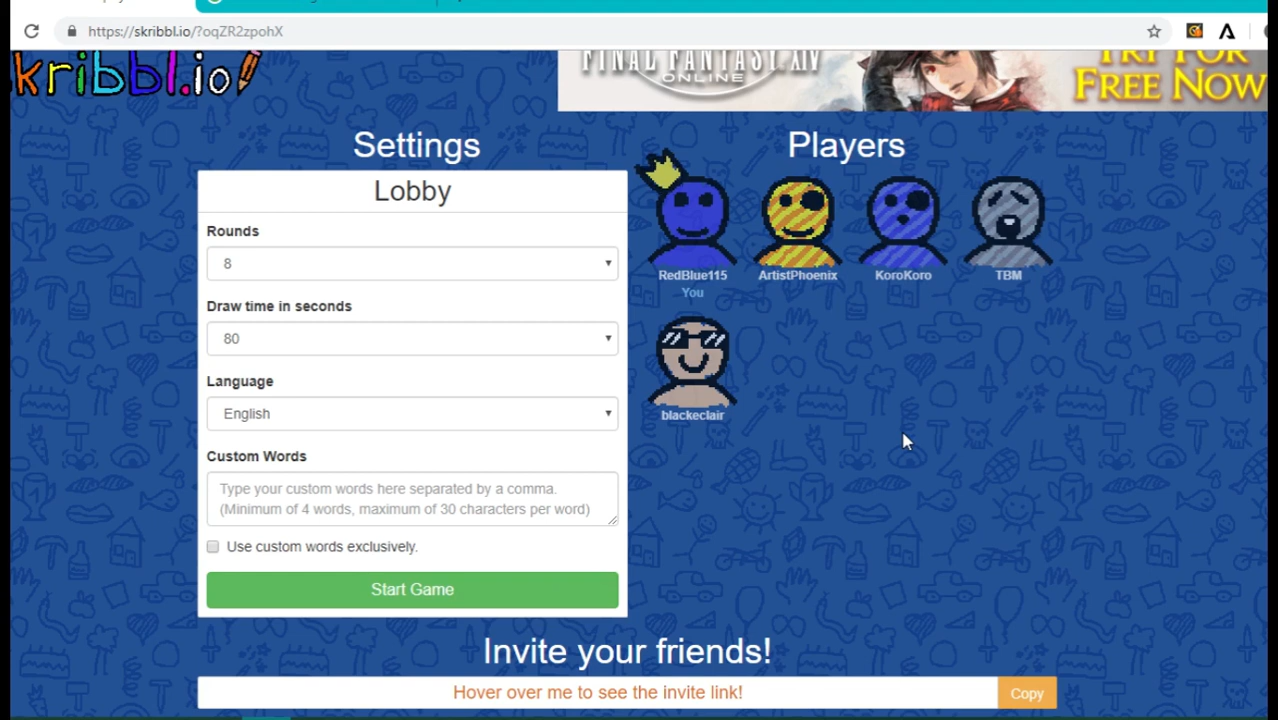 https://skribbl.io/?oqZR2zpohX
kribbl.io
FINAL FANTASY XIV
ONLINE
TRY FOR
FREE NOW
Settings
Players
Lobby
Rounds
8
Draw time in seconds
80
Language
English
Custom Words
Type your custom words here separated by a comma.
(Minimum of 4 words, maximum of 30 characters per word)
Use custom words exclusively.
Start Game
RedBlue115
You
ArtistPhoenix
KoroKoro
TBM
blackeclair
Invite your friends!
Hover over me to see the invite link!
Copy